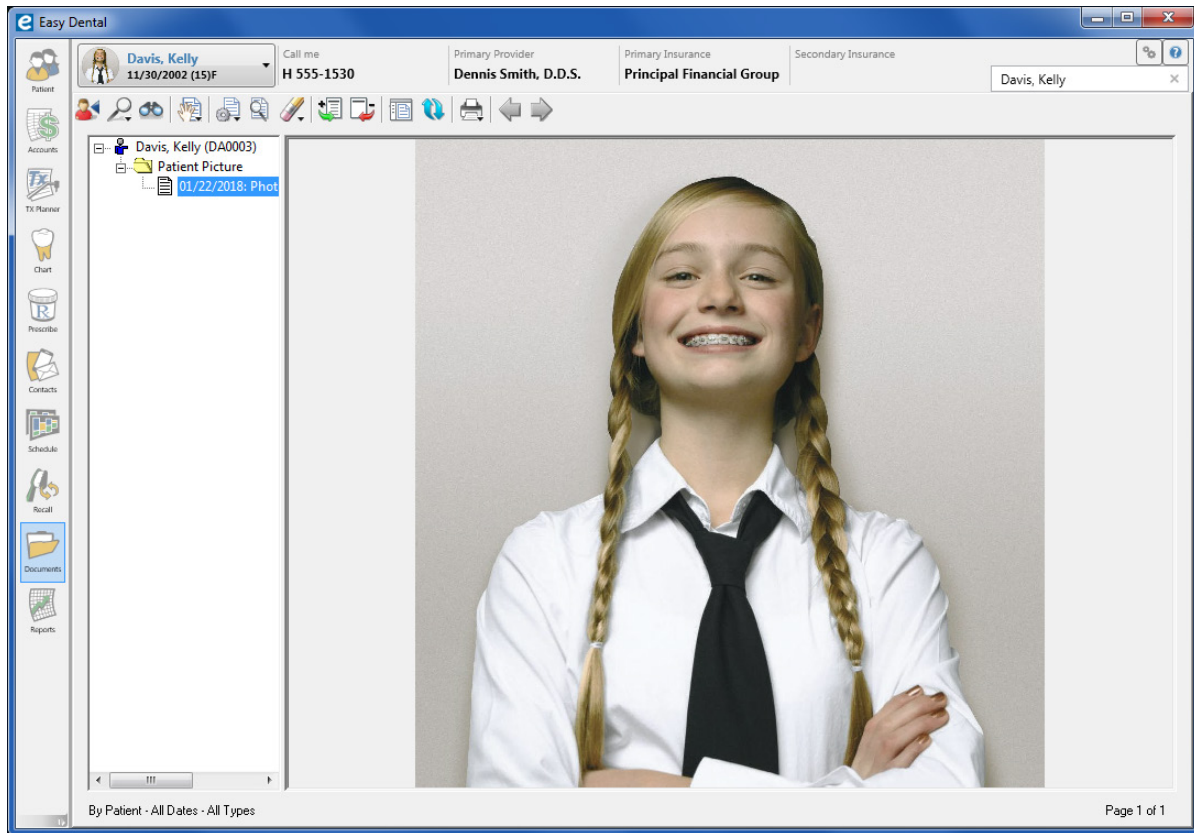 Easy Dental
Patient
Accounts
TX Planner
Chart
Prescribe
Contacts
Schedule
Recall
Documents
Reports
Davis, Kelly
11/30/2002 (15)F
Call me
H 555-1530
Primary Provider
Dennis Smith, D.D.S.
Primary Insurance
Principal Financial Group
Secondary Insurance
Davis, Kelly
Davis, Kelly (DA0003)
Patient Picture
01/22/2018: Phot
By Patient - All Dates - All Types
Page 1 of 1